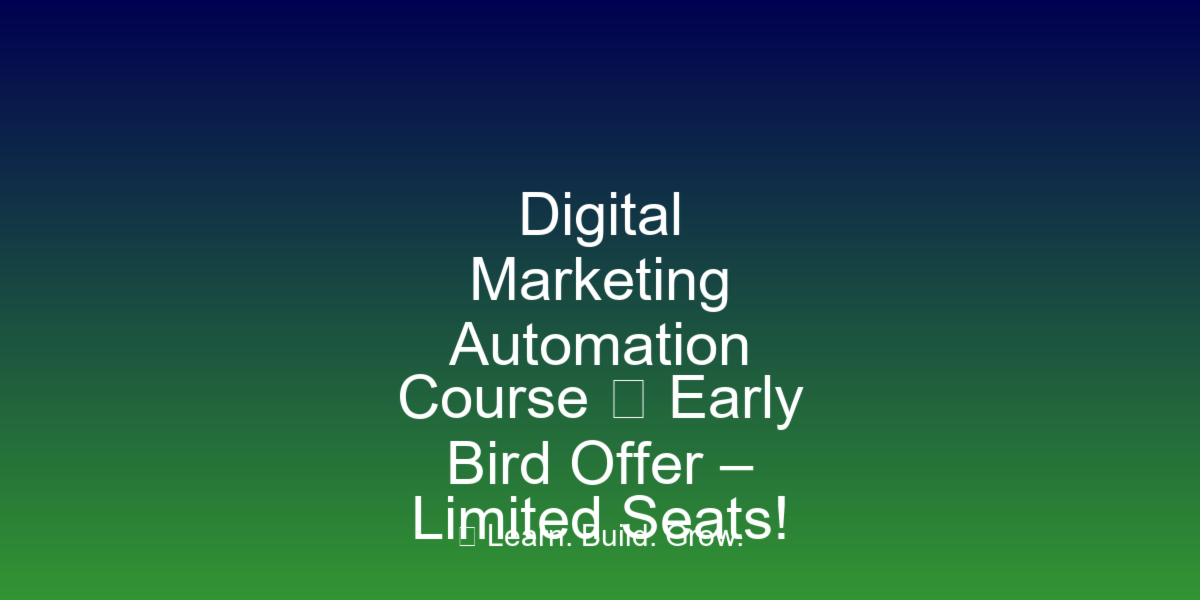 Digital
Marketing
Automation
Course □ Early
Bird Offer –
Limited Seats!
□ Learn. Build. Grow.